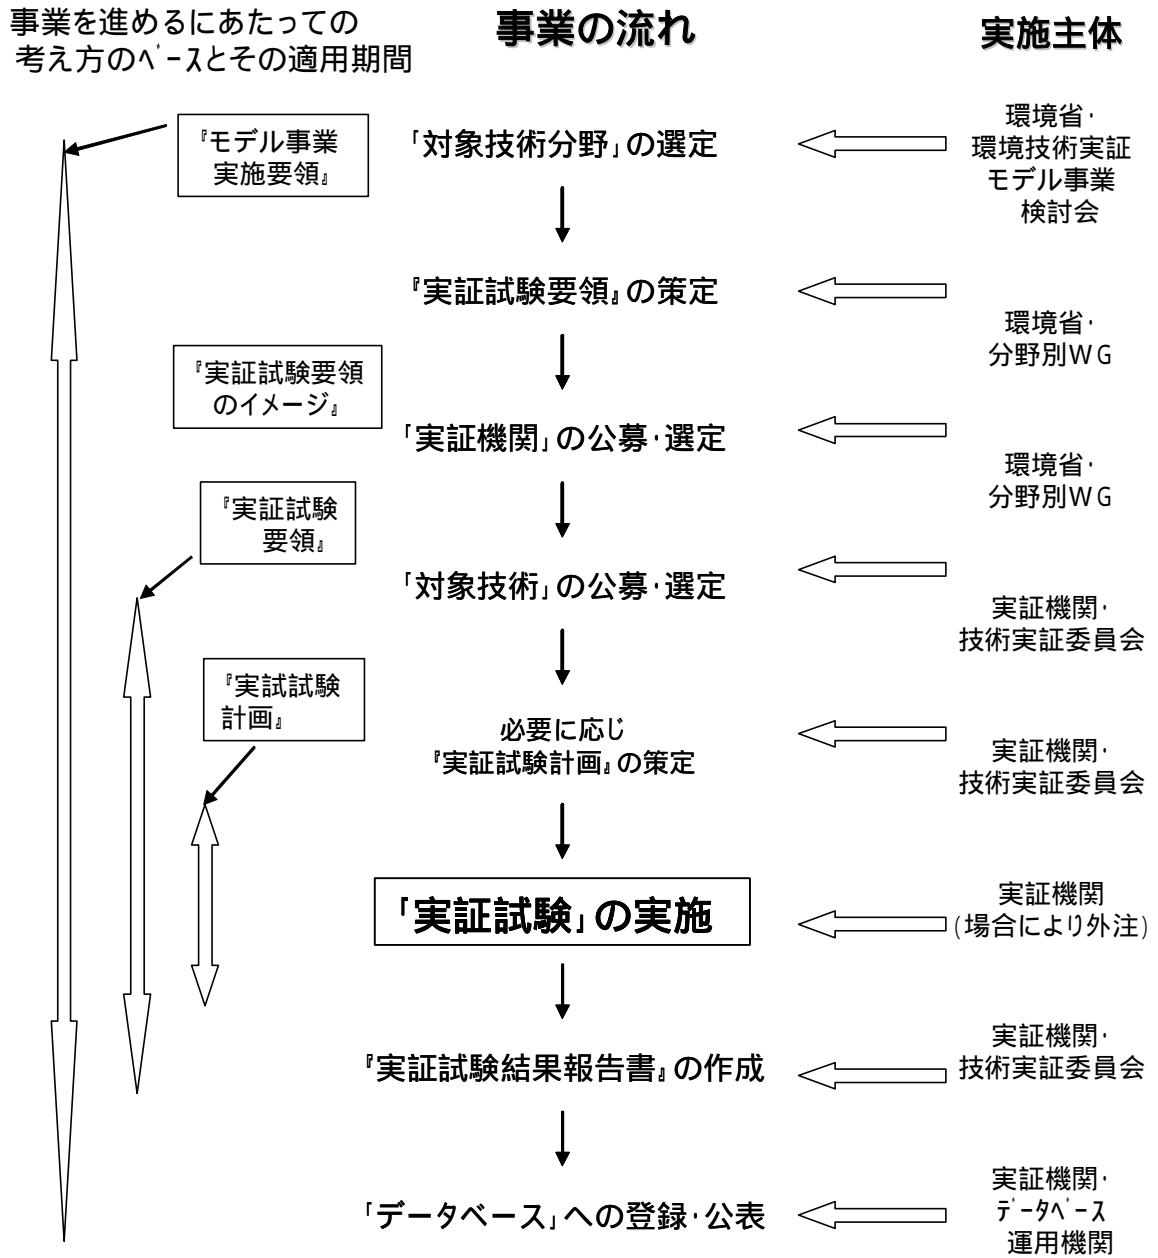 事業を進めるにあたっての
考え方のﾍﾞｰｽとその適用期間
事業の流れ
実施主体
『モデル事業
実施要領』
「対象技術分野」の選定
環境省・
環境技術実証
モデル事業
検討会
『実証試験要領』の策定
環境省・
分野別WG
『実証試験要領
のイメージ』
「実証機関」の公募・選定
環境省・
分野別WG
『実証試験
要領』
「対象技術」の公募・選定
実証機関・
技術実証委員会
『実試試験
計画』
必要に応じ
『実証試験計画』の策定
実証機関・
技術実証委員会
「実証試験」の実施
実証機関
(場合により外注)
『実証試験結果報告書』の作成
実証機関・
技術実証委員会
「データベース」への登録・公表
実証機関・
ﾃﾞｰﾀﾍﾞｰｽ
運用機関